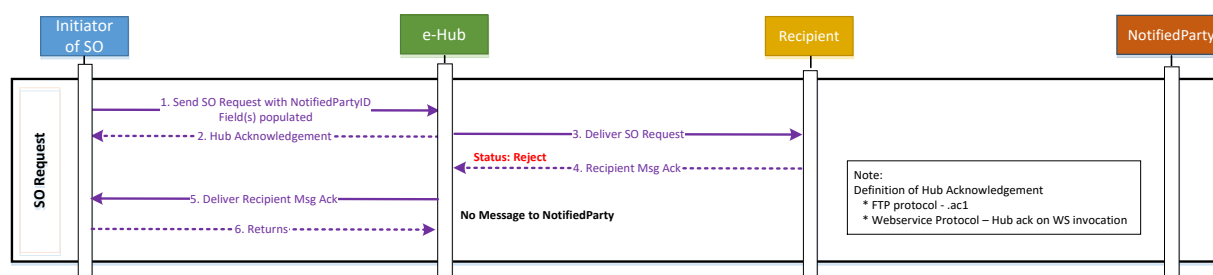 Initiator
of SO
e-Hub
Recipient
NotifiedParty
SO Request
1. Send SO Request with NotifiedPartyID
Field(s) populated
2. Hub Acknowledgement
3. Deliver SO Request
Status: Reject
4. Recipient Msg Ack
5. Deliver Recipient Msg Ack
No Message to NotifiedParty
6. Returns
Note:
Definition of Hub Acknowledgement
* FTP protocol - .ac1
* Webservice Protocol – Hub ack on WS invocation